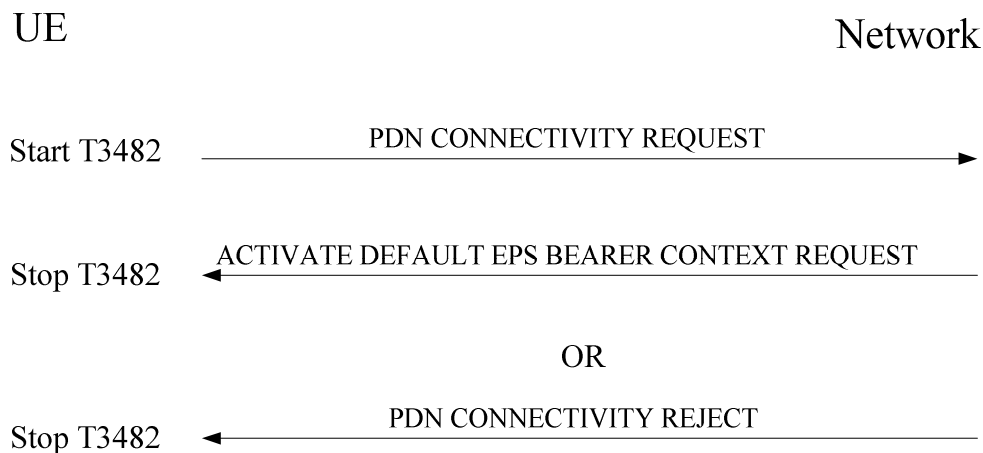 UE
Network
Start T3482
PDN CONNECTIVITY REQUEST
Stop T3482
ACTIVATE DEFAULT EPS BEARER CONTEXT REQUEST
OR
Stop T3482
PDN CONNECTIVITY REJECT